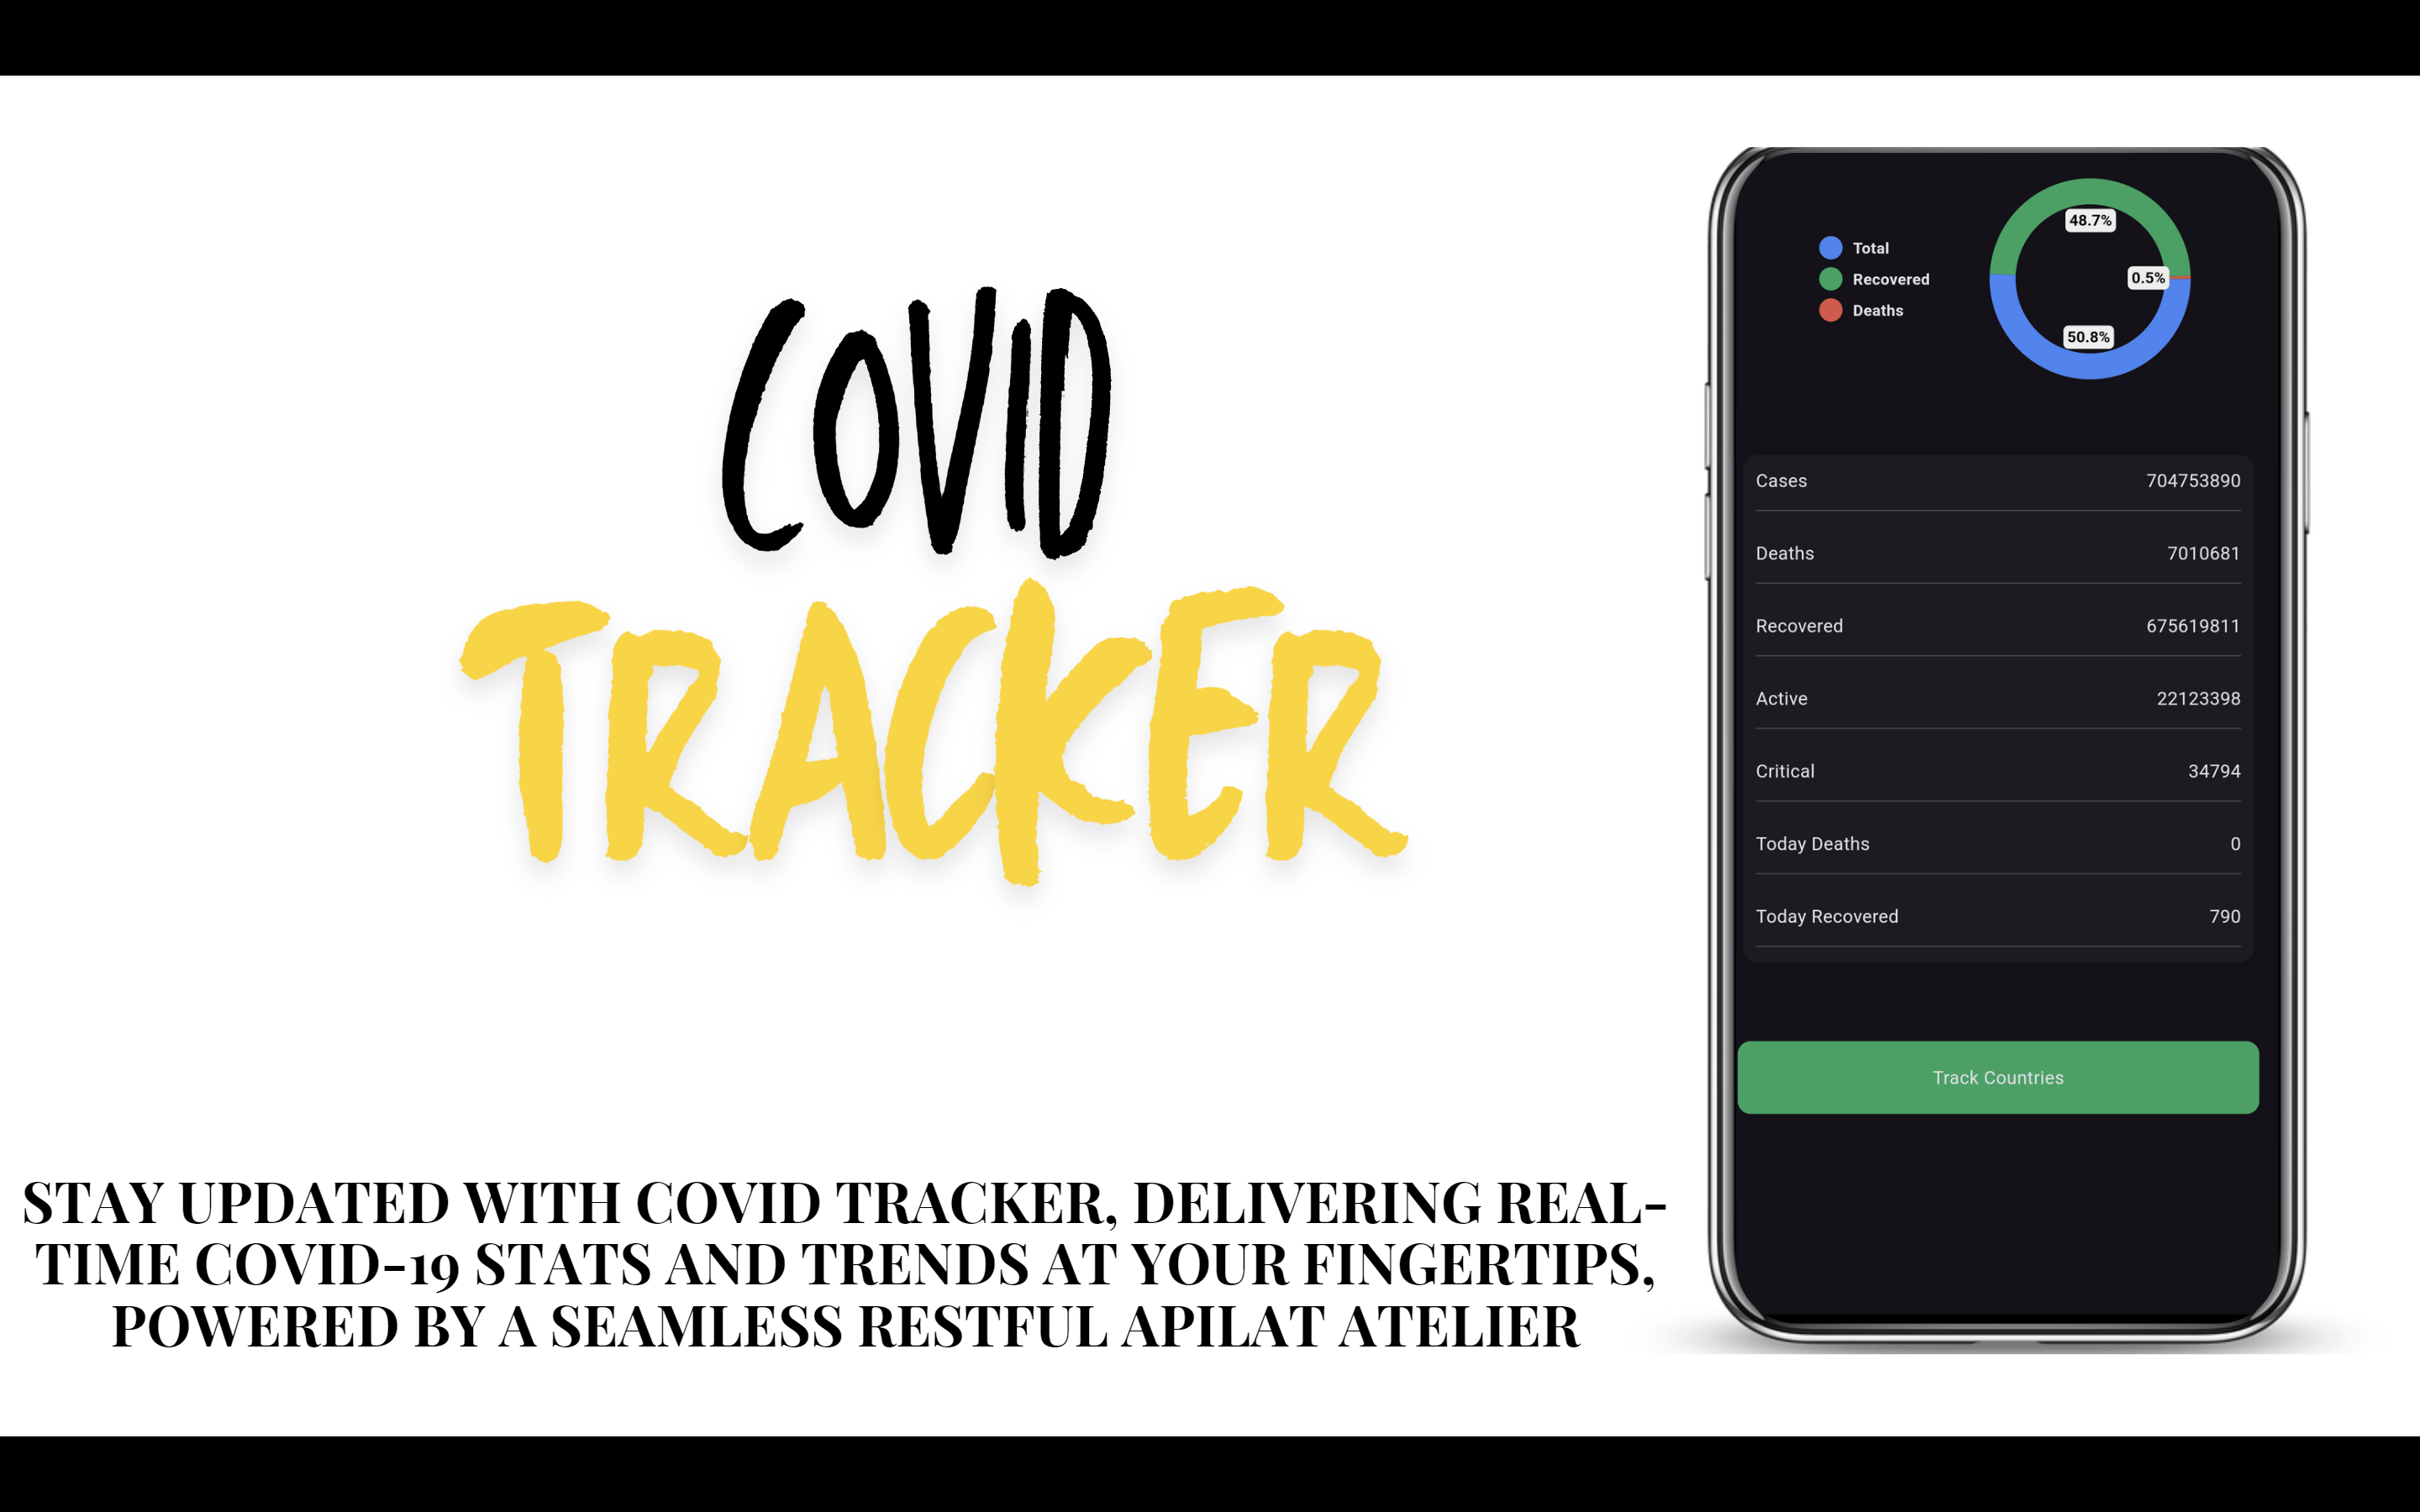 COVID
TRACKER
STAY UPDATED WITH COVID TRACKER, DELIVERING REAL-
TIME COVID-19 STATS AND TRENDS AT YOUR FINGERTIPS,
POWERED BY A SEAMLESS RESTFUL APILAT ATELIER
Total
Recovered
Deaths
48.7%
0.5%
50.8%
Cases 704753890
Deaths 7010681
Recovered 675619811
Active 22123398
Critical 34794
Today Deaths 0
Today Recovered 790
Track Countries